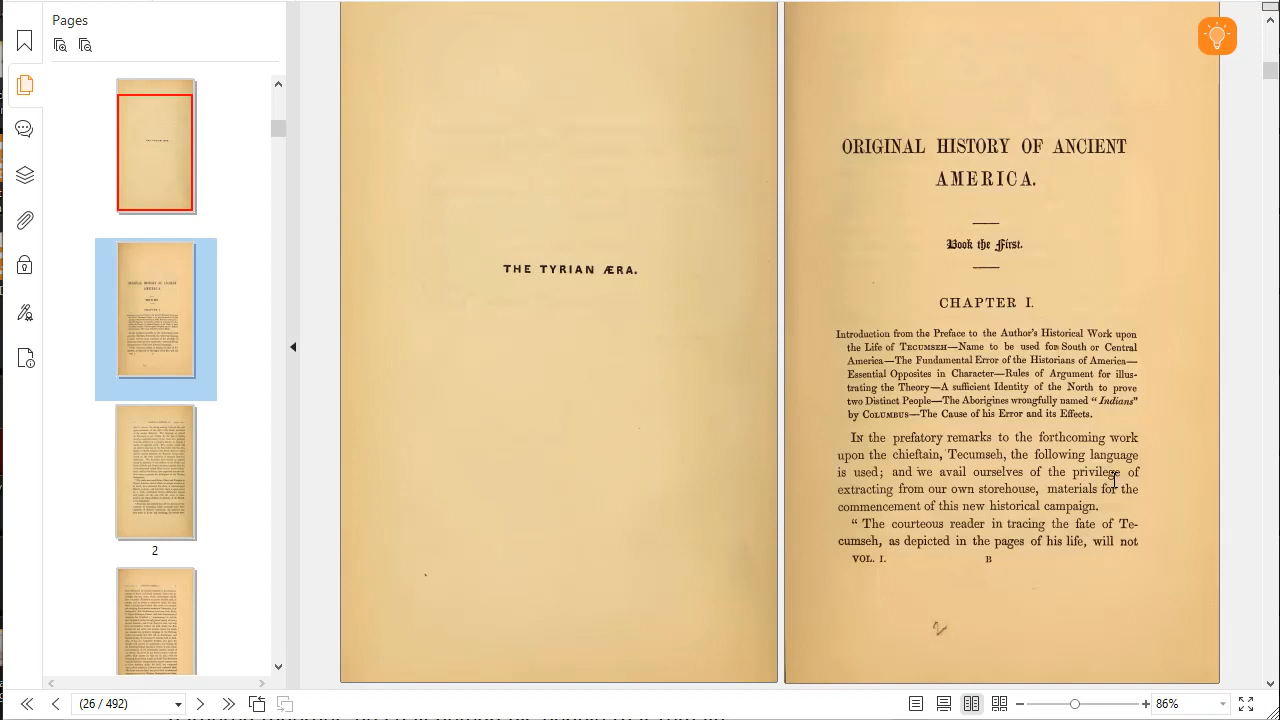 Pages
2
THE TYRIAN ÆRA.
ORIGINAL HISTORY OF ANCIENT
AMERICA.
Book the First.
CHAPTER I.
Introduction from the Preface to the Author's Historical Work upon
the Life of TECUMSEH—Name to be used for South or Central
America—The Fundamental Error of the Historians of America—
Essential Opposites in Character—Rules of Argument for illus-
trating the Theory—A sufficient Identity of the North to prove
two Distinct People—The Aborigines wrongfully named "Indians"
by COLUMBUS—The Cause of his Error and its Effects.
IN the prefatory remarks to the forthcoming work
upon the chieftain, Tecumseh, the following language
is used; and we avail ourselves of the privilege of
extracting from our own storehouse, materials for the
commencement of this new historical campaign.
" The courteous reader in tracing the fate of Te-
cumseh, as depicted in the pages of his life, will not
VOL. I. B
2
(26 / 492)
86%